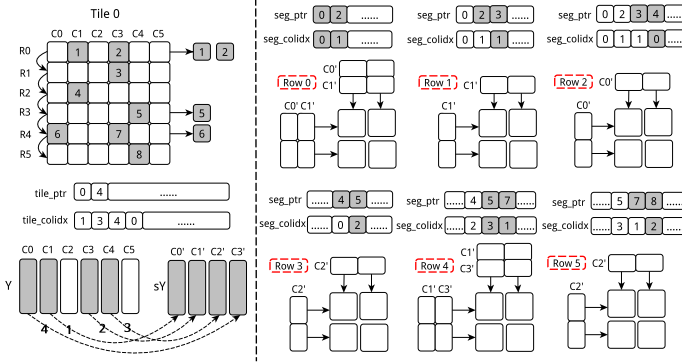 Tile 0
C0 C1 C2 C3 C4 C5
R0 1 2 1 2
R1 3
R2 4
R3 5 5
R4 6 7 6
R5 8
tile_ptr 0 4 ......
tile_colidx 1 3 4 0 ......
C0 C1 C2 C3 C4 C5 C0' C1' C2' C3'
Y sY
4 1 2 3
seg_ptr 0 2 ......
seg_colidx 0 1 ......
Row 0 C0'
C1'
C0' C1'
seg_ptr 0 2 3 ......
seg_colidx 0 1 1 ......
Row 1 C1'
C1'
seg_ptr 0 2 3 4 ......
seg_colidx 0 1 1 0 ......
Row 2 C0'
C0'
seg_ptr ...... 4 5 ......
seg_colidx ...... 0 2 ......
Row 3 C2'
C2'
seg_ptr ...... 4 5 7 ......
seg_colidx ...... 2 3 1 ......
C1'
Row 4 C3'
C1' C3'
seg_ptr ...... 5 7 8 ......
seg_colidx ...... 3 1 2 ......
Row 5 C2'
C2'